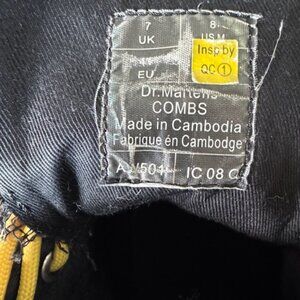 7 8
UK US M
Insp by
QC 1
EU
Dr.Martens
COMBS
Made in Cambodia
Fabriqué en Cambodge
IC 08 C